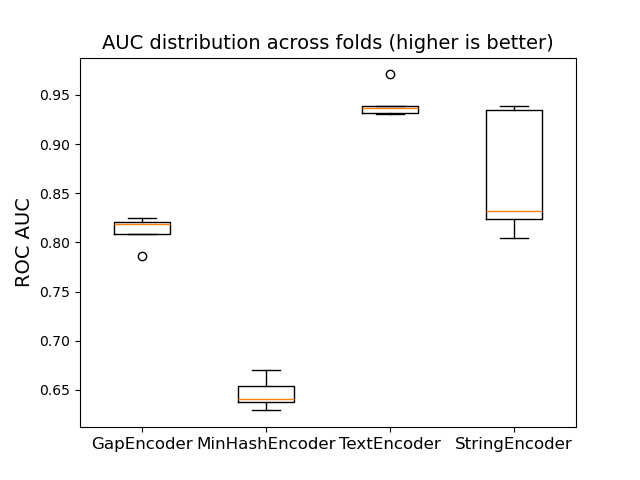 AUC distribution across folds (higher is better)
ROC AUC
0.95
0.90
0.85
0.80
0.75
0.70
0.65
GapEncoder MinHashEncoder TextEncoder StringEncoder